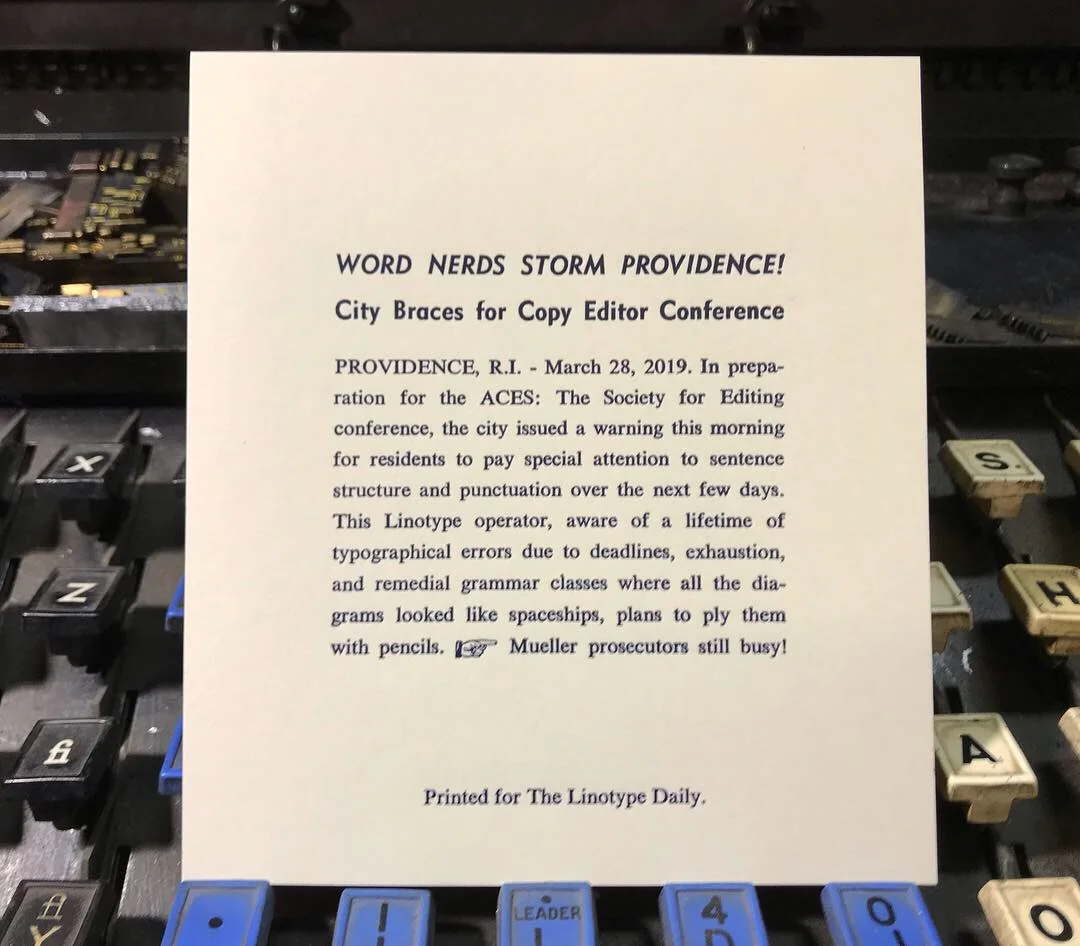 WORD NERDS STORM PROVIDENCE!
City Braces for Copy Editor Conference
PROVIDENCE, R.I. - March 28, 2019. In prepa-
ration for the ACES: The Society for Editing
conference, the city issued a warning this morning
for residents to pay special attention to sentence
structure and punctuation over the next few days.
This Linotype operator, aware of a lifetime of
typographical errors due to deadlines, exhaustion,
and remedial grammar classes where all the dia-
grams looked like spaceships, plans to ply them
with pencils. ☞ Mueller prosecutors still busy!
Printed for The Linotype Daily.
X
S
Z
H
fi
A
ffi
LEADER
4
0
O